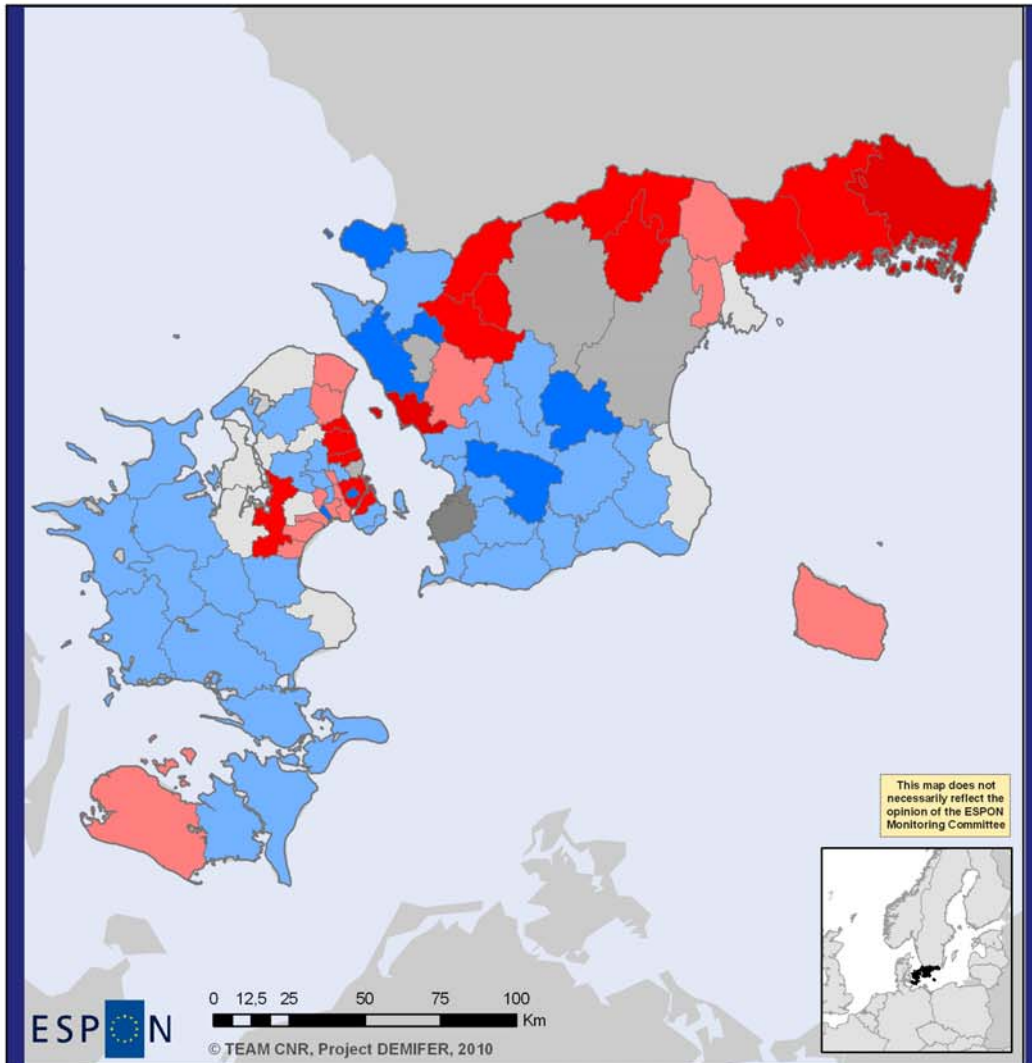 This map does not
necessarily reflect the
opinion of the ESPON
Monitoring Committee
ESPON
0 12,5 25 50 75 100
Km
© TEAM CNR, Project DEMIFER, 2010